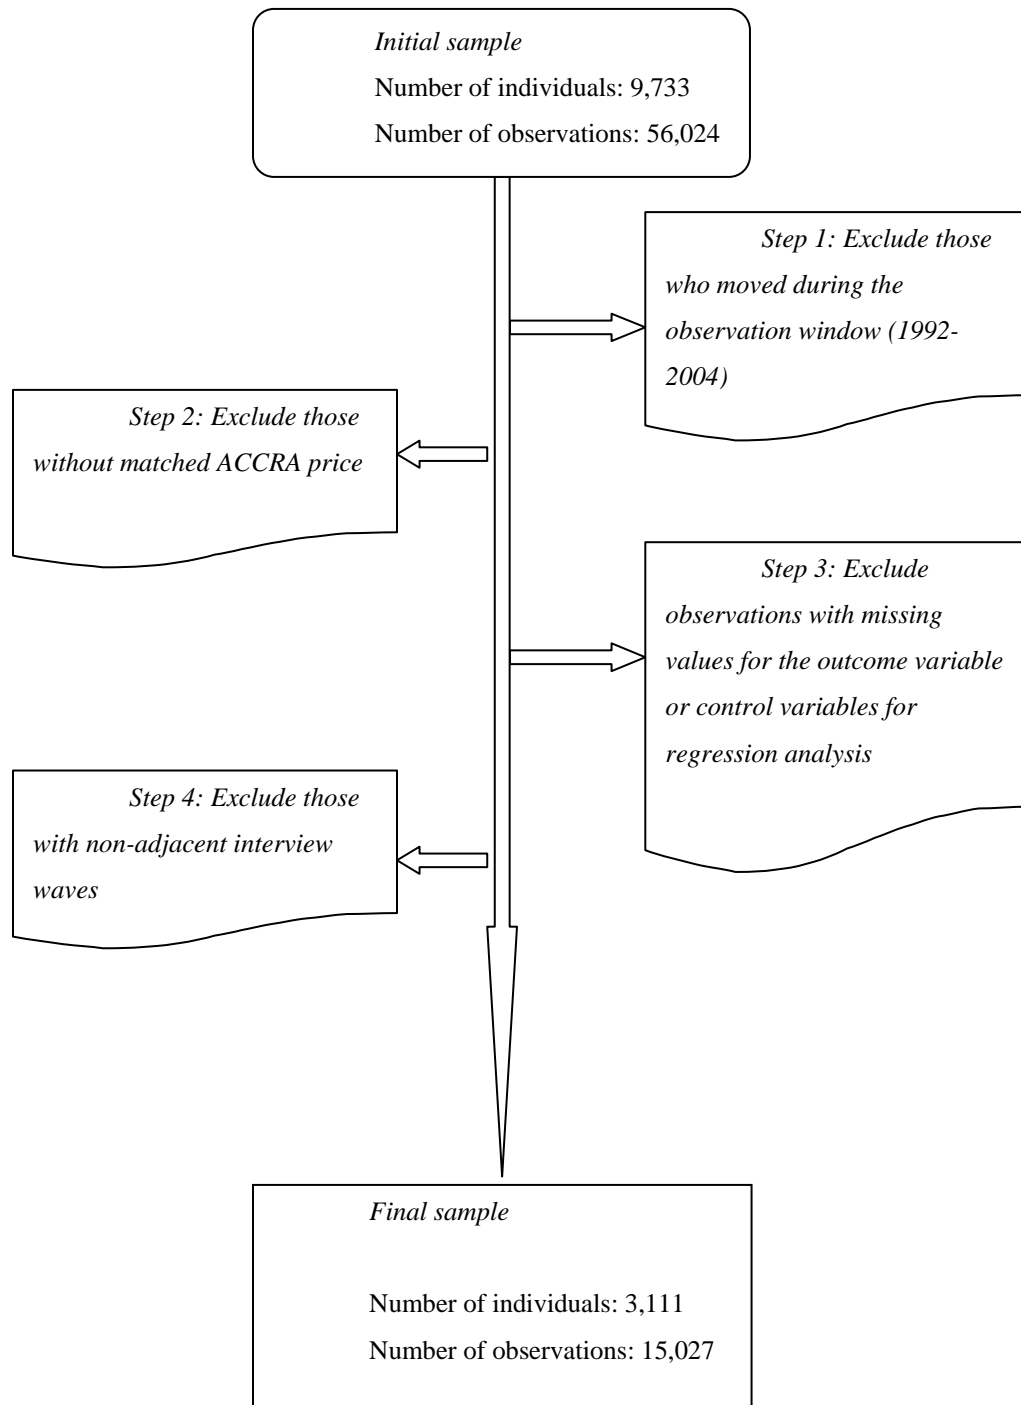 Initial sample
Number of individuals: 9,733
Number of observations: 56,024
Step 1: Exclude those
who moved during the
observation window (1992-
2004)
Step 2: Exclude those
without matched ACCRA price
Step 3: Exclude
observations with missing
values for the outcome variable
or control variables for
regression analysis
Step 4: Exclude those
with non-adjacent interview
waves
Final sample
Number of individuals: 3,111
Number of observations: 15,027